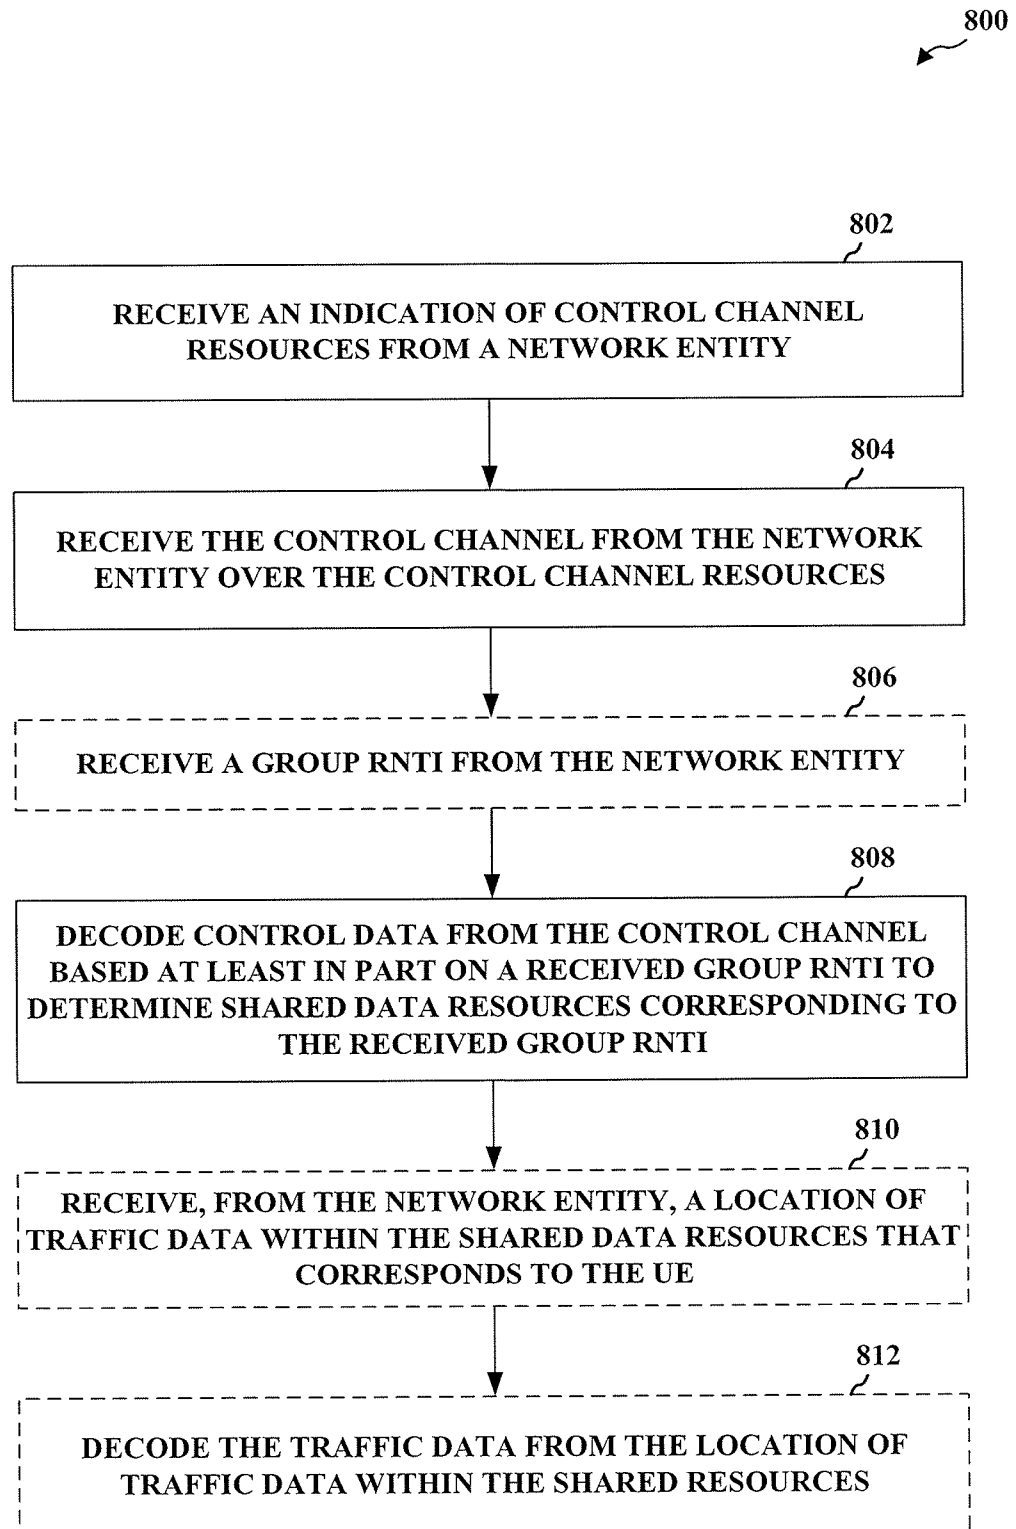 800
802
RECEIVE AN INDICATION OF CONTROL CHANNEL
RESOURCES FROM A NETWORK ENTITY
804
RECEIVE THE CONTROL CHANNEL FROM THE NETWORK
ENTITY OVER THE CONTROL CHANNEL RESOURCES
806
RECEIVE A GROUP RNTI FROM THE NETWORK ENTITY
808
DECODE CONTROL DATA FROM THE CONTROL CHANNEL
BASED AT LEAST IN PART ON A RECEIVED GROUP RNTI TO
DETERMINE SHARED DATA RESOURCES CORRESPONDING TO
THE RECEIVED GROUP RNTI
810
RECEIVE, FROM THE NETWORK ENTITY, A LOCATION OF
TRAFFIC DATA WITHIN THE SHARED DATA RESOURCES THAT
CORRESPONDS TO THE UE
812
DECODE THE TRAFFIC DATA FROM THE LOCATION OF
TRAFFIC DATA WITHIN THE SHARED RESOURCES